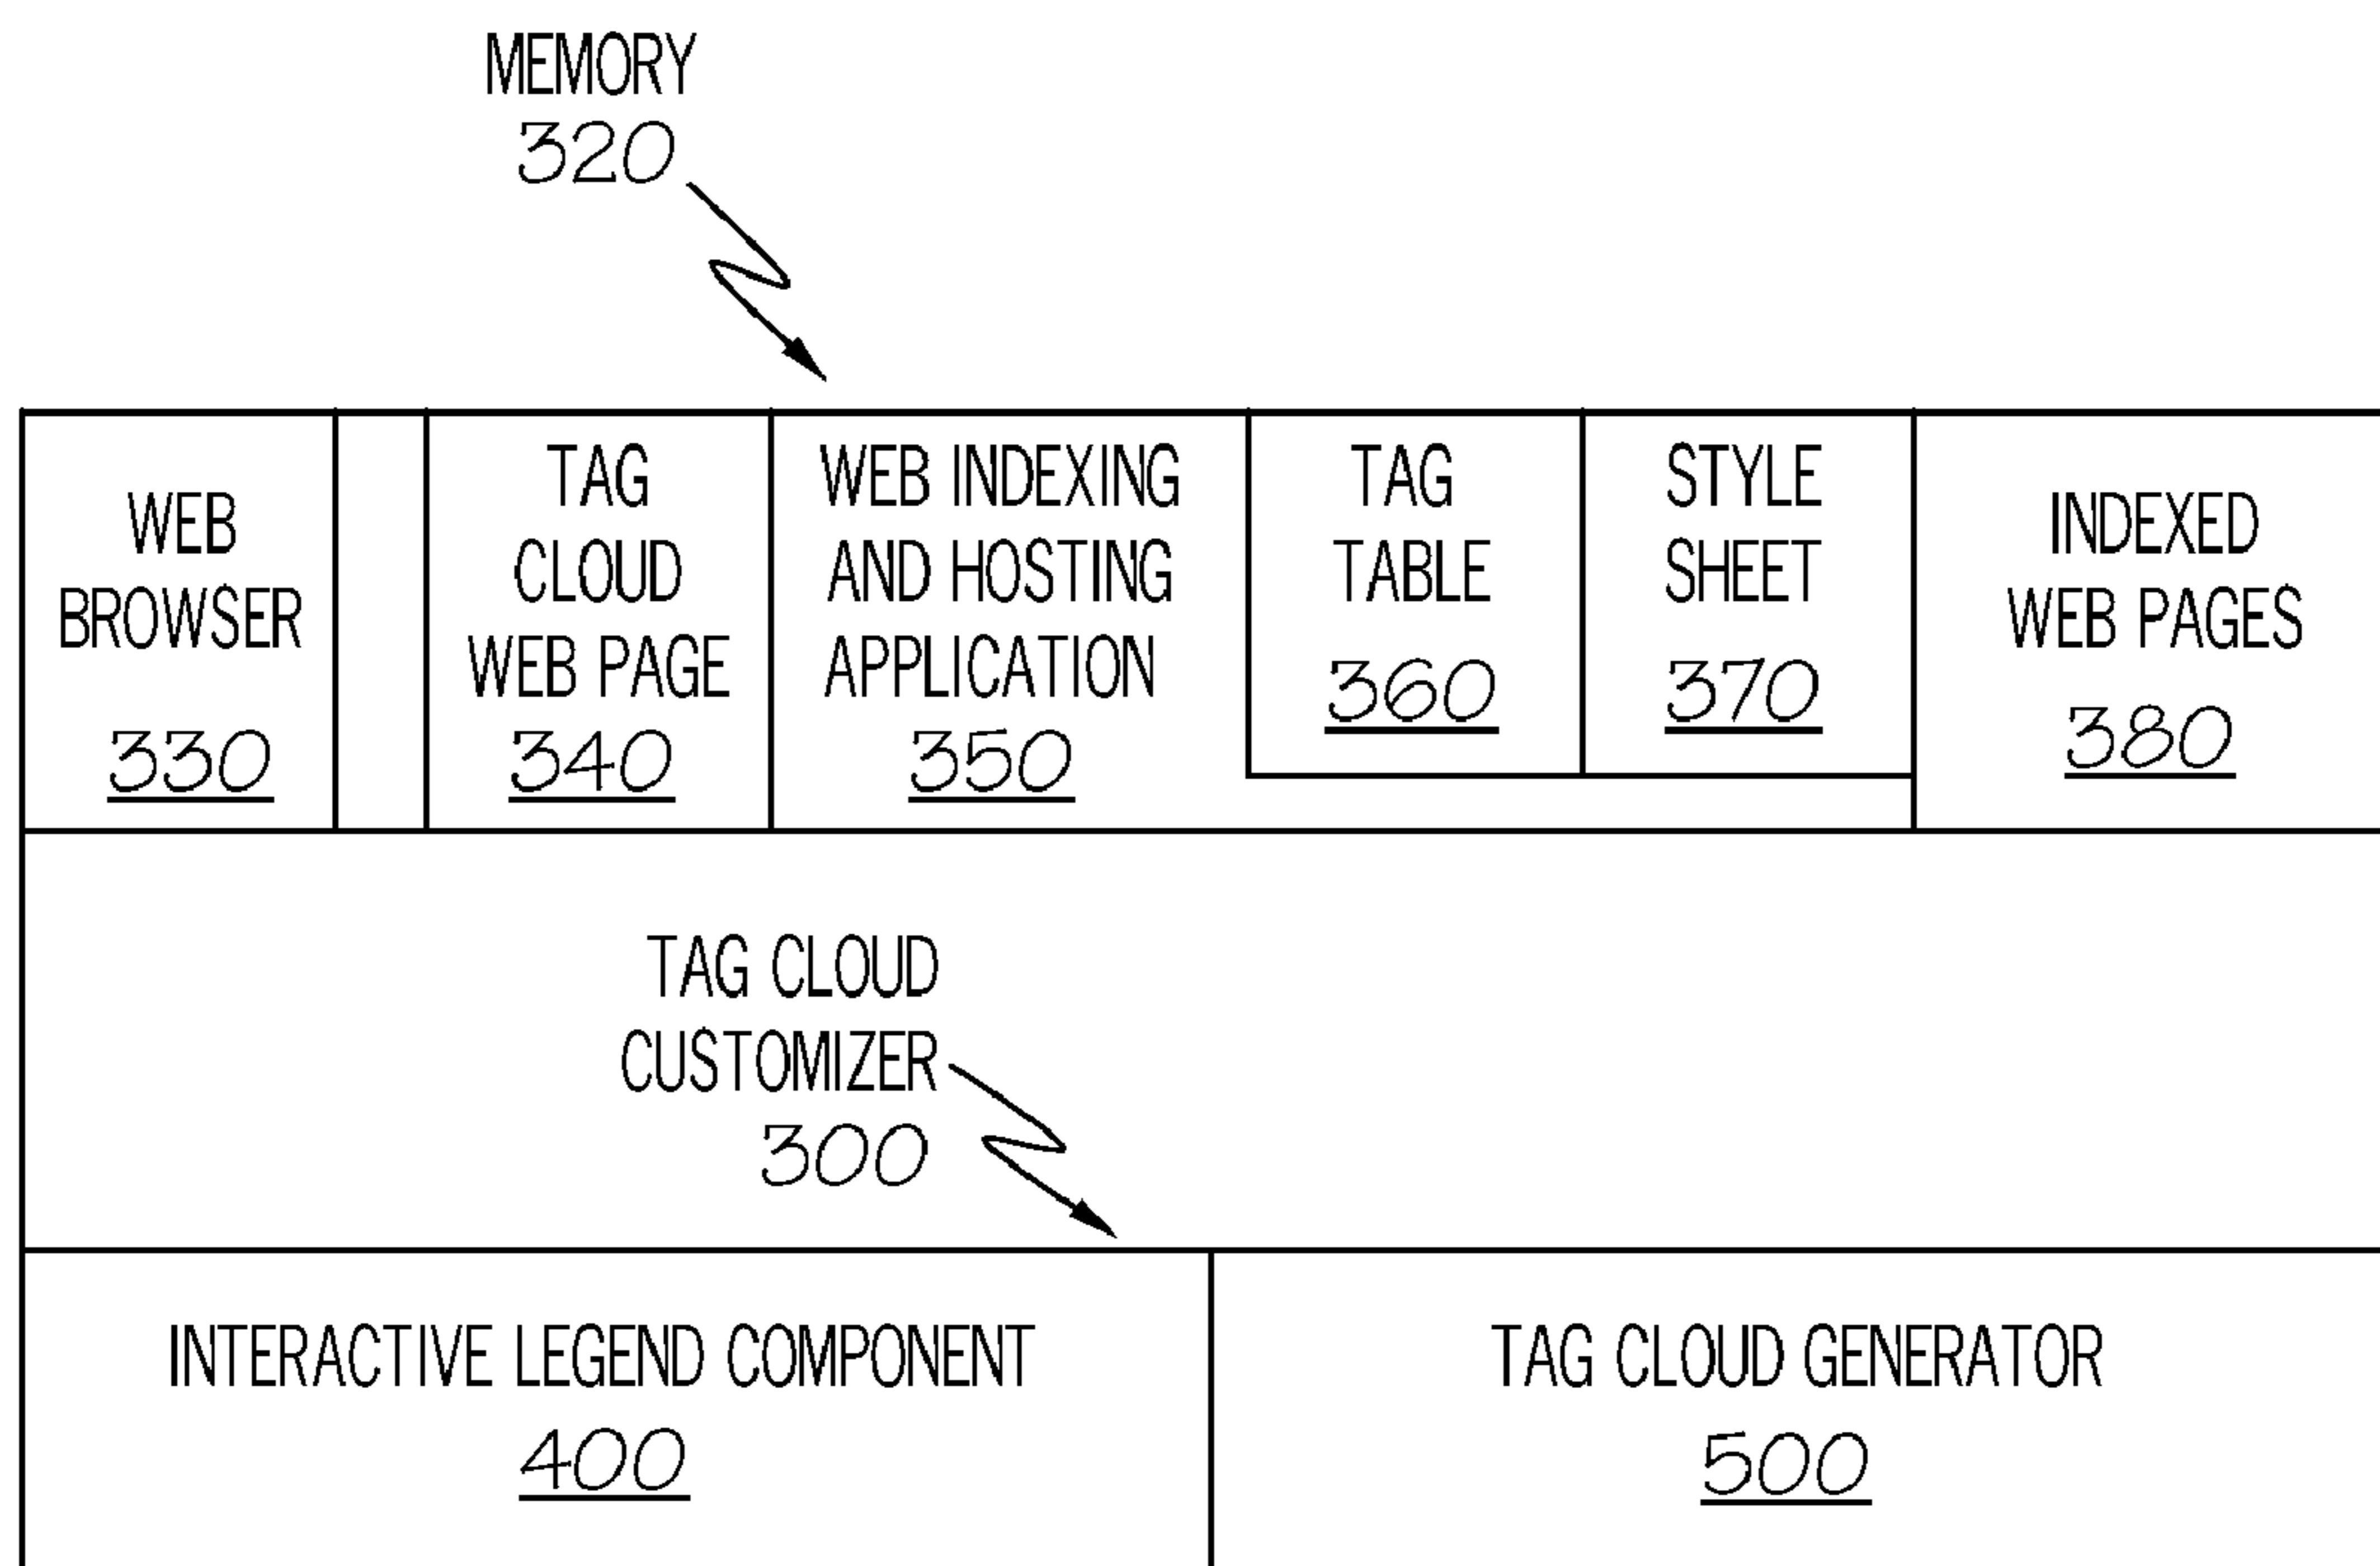 MEMORY
320
WEB
BROWSER
330
TAG
CLOUD
WEB PAGE
340
WEB INDEXING
AND HOSTING
APPLICATION
350
TAG
TABLE
360
STYLE
SHEET
370
INDEXED
WEB PAGES
380
TAG CLOUD
CUSTOMIZER
300
INTERACTIVE LEGEND COMPONENT
400
TAG CLOUD GENERATOR
500